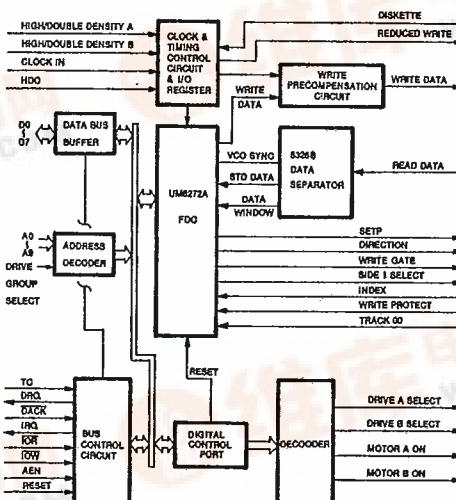 HIGH/DOUBLE DENSITY A
HIGH/DOUBLE DENSITY B
CLOCK IN
HDO
CLOCK &
TIMING
CONTROL
CIRCUIT
& I/O
REGISTER
DISKETTE
REDUCED WRITE
WRITE
PRECOMPENSATION
CIRCUIT
WRITE DATA
WRITE
DATA
D0
D7
DATA BUS
BUFFER
UM8272A
FDC
VCO SYNC
STD DATA
DATA
WINDOW
8326B
DATA
SEPARATOR
READ DATA
A0
A9
DRIVE
GROUP
SELECT
ADDRESS
DECODER
SETP
DIRECTION
WRITE GATE
SIDE 1 SELECT
INDEX
WRITE PROTECT
TRACK 00
RESET
TC
DRQ
DACK
IRQ
IOR
IOW
AEN
RESET
BUS
CONTROL
CIRCUIT
DIGITAL
CONTROL
PORT
DECODER
DRIVE A SELECT
DRIVE B SELECT
MOTOR A ON
MOTOR B ON